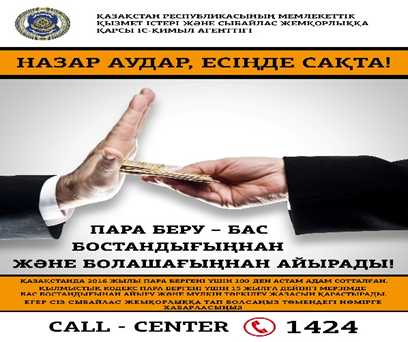 ҚАЗАҚСТАН РЕСПУБЛИКАСЫНЫҢ МЕМЛЕКЕТТІК
ҚЫЗМЕТ ІСТЕРІ ЖӘНЕ СЫБАЙЛАС ЖЕМҚОРЛЫҚҚА
ҚАРСЫ ІС-ҚИМЫЛ АГЕНТТІГІ
НАЗАР АУДАР, ЕСІҢДЕ САҚТА!
ПАРА БЕРУ – БАС
БОСТАНДЫҒЫҢНАН
ЖӘНЕ БОЛАШАҒЫҢНАН АЙЫРАДЫ!
ҚАЗАҚСТАНДА 2016 ЖЫЛЫ ПАРА БЕРГЕНІ ҮШІН 100 ДЕН АСТАМ АДАМ СОТТАЛҒАН.
ҚЫЛМЫСТЫҚ КОДЕКС ПАРА БЕРГЕНІ ҮШІН 15 ЖЫЛҒА ДЕЙІНГІ МЕРЗІМДЕ
БАС БОСТАНДЫҒЫНАН АЙЫРУ ЖӘНЕ МҮЛКІН ТӘРКІЛЕУ ЖАЗАСЫН ҚАРАСТЫРАДЫ.
ЕГЕР СІЗ СЫБАЙЛАС ЖЕМҚОРЛЫҚҚА ТАП БОЛСАҢЫЗ ТӨМЕНДЕГІ НӨМІРГЕ
ХАБАРЛАСЫҢЫЗ
CALL - CENTER 1424